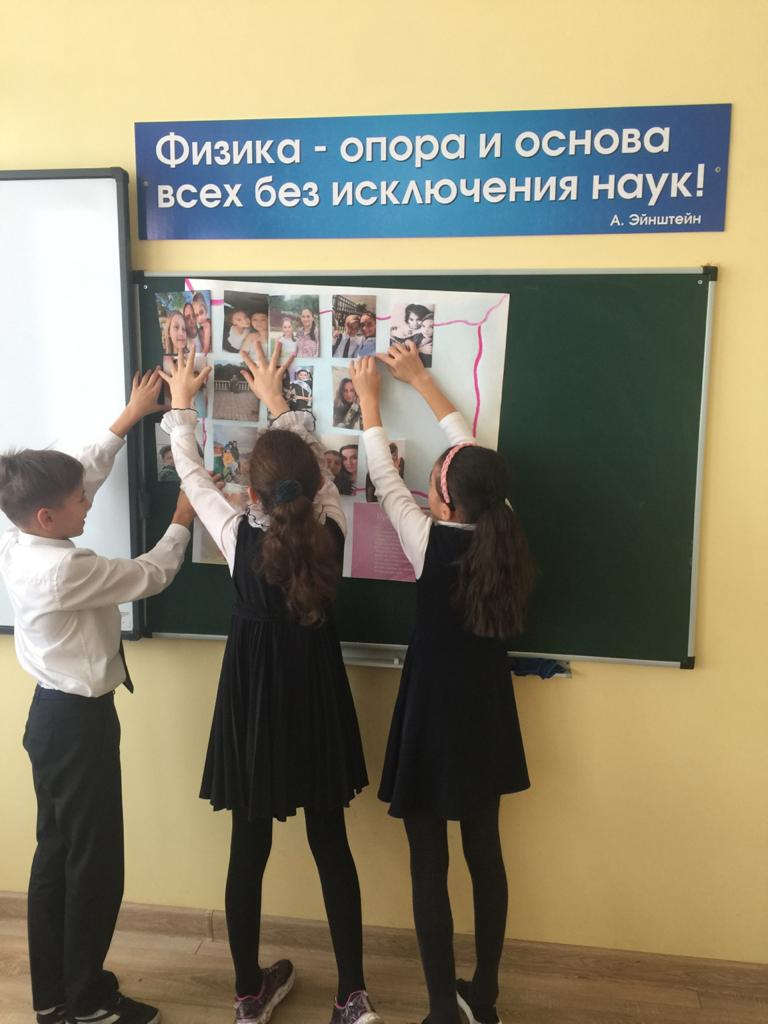 Физика - опора и основа
всех без исключения наук!
А. Эйнштейн